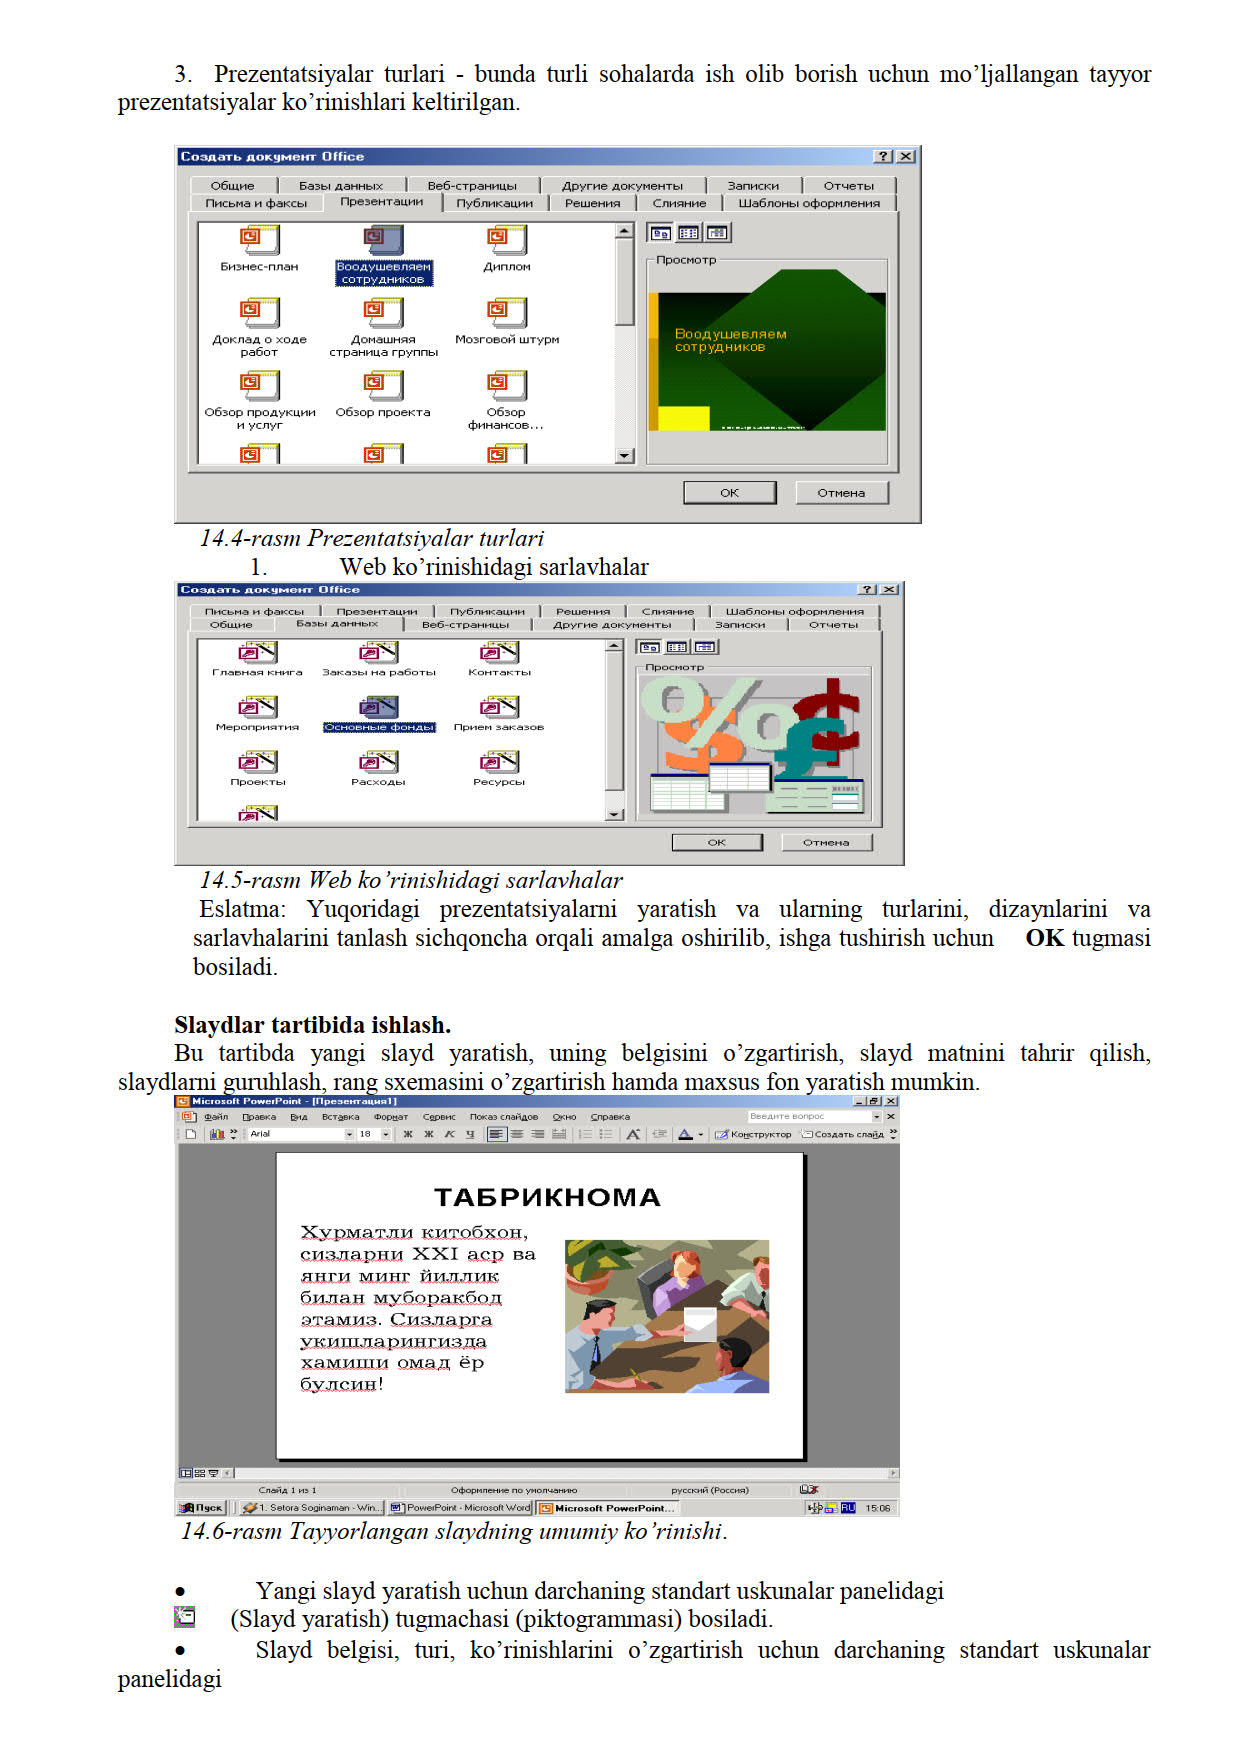 3. Prezentatsiyalar turlari - bunda turli sohalarda ish olib borish uchun mo’ljallangan tayyor
prezentatsiyalar ko’rinishlari keltirilgan.
Создать документ Office
Общие Базы данных Веб-страницы Другие документы Записки Отчеты
Письма и факсы Презентации Публикации Решения Слияние Шаблоны оформления
Бизнес-план Воодушевляем сотрудников Диплом
Доклад о ходе работ Домашняя страница группы Мозговой штурм
Обзор продукции и услуг Обзор проекта Обзор финансов...
Просмотр
Воодушевляем
сотрудников
ОК Отмена
14.4-rasm Prezentatsiyalar turlari
1. Web ko’rinishidagi sarlavhalar
Создать документ Office
Письма и факсы Презентации Публикации Решения Слияние Шаблоны оформления
Общие Базы данных Веб-страницы Другие документы Записки Отчеты
Главная книга Заказы на работы Контакты
Мероприятия Основные фонды Прием заказов
Проекты Расходы Ресурсы
Просмотр
ОК Отмена
14.5-rasm Web ko’rinishidagi sarlavhalar
Eslatma: Yuqoridagi prezentatsiyalarni yaratish va ularning turlarini, dizaynlarini va
sarlavhalarini tanlash sichqoncha orqali amalga oshirilib, ishga tushirish uchun OK tugmasi
bosiladi.
Slaydlar tartibida ishlash.
Bu tartibda yangi slayd yaratish, uning belgisini o’zgartirish, slayd matnini tahrir qilish,
slaydlarni guruhlash, rang sxemasini o’zgartirish hamda maxsus fon yaratish mumkin.
Microsoft PowerPoint - [Презентация1]
Файл Правка Вид Вставка Формат Сервис Показ слайдов Окно Справка Введите вопрос
Arial 18 Ж Ж К Ч Конструктор Создать слайд
ТАБРИКНОМА
Хурматли китобхон,
сизларни XXI аср ва
янги минг йиллик
билан муборакбод
этамиз. Сизларга
укишларингизда
хамиши омад ёр
булсин!
Слайд 1 из 1 Оформление по умолчанию русский (Россия)
Пуск 1. Setora Soginaman - Win... PowerPoint - Microsoft Word Microsoft PowerPoint... RU 15:06
14.6-rasm Tayyorlangan slaydning umumiy ko’rinishi.
• Yangi slayd yaratish uchun darchaning standart uskunalar panelidagi
(Slayd yaratish) tugmachasi (piktogrammasi) bosiladi.
• Slayd belgisi, turi, ko’rinishlarini o’zgartirish uchun darchaning standart uskunalar
panelidagi